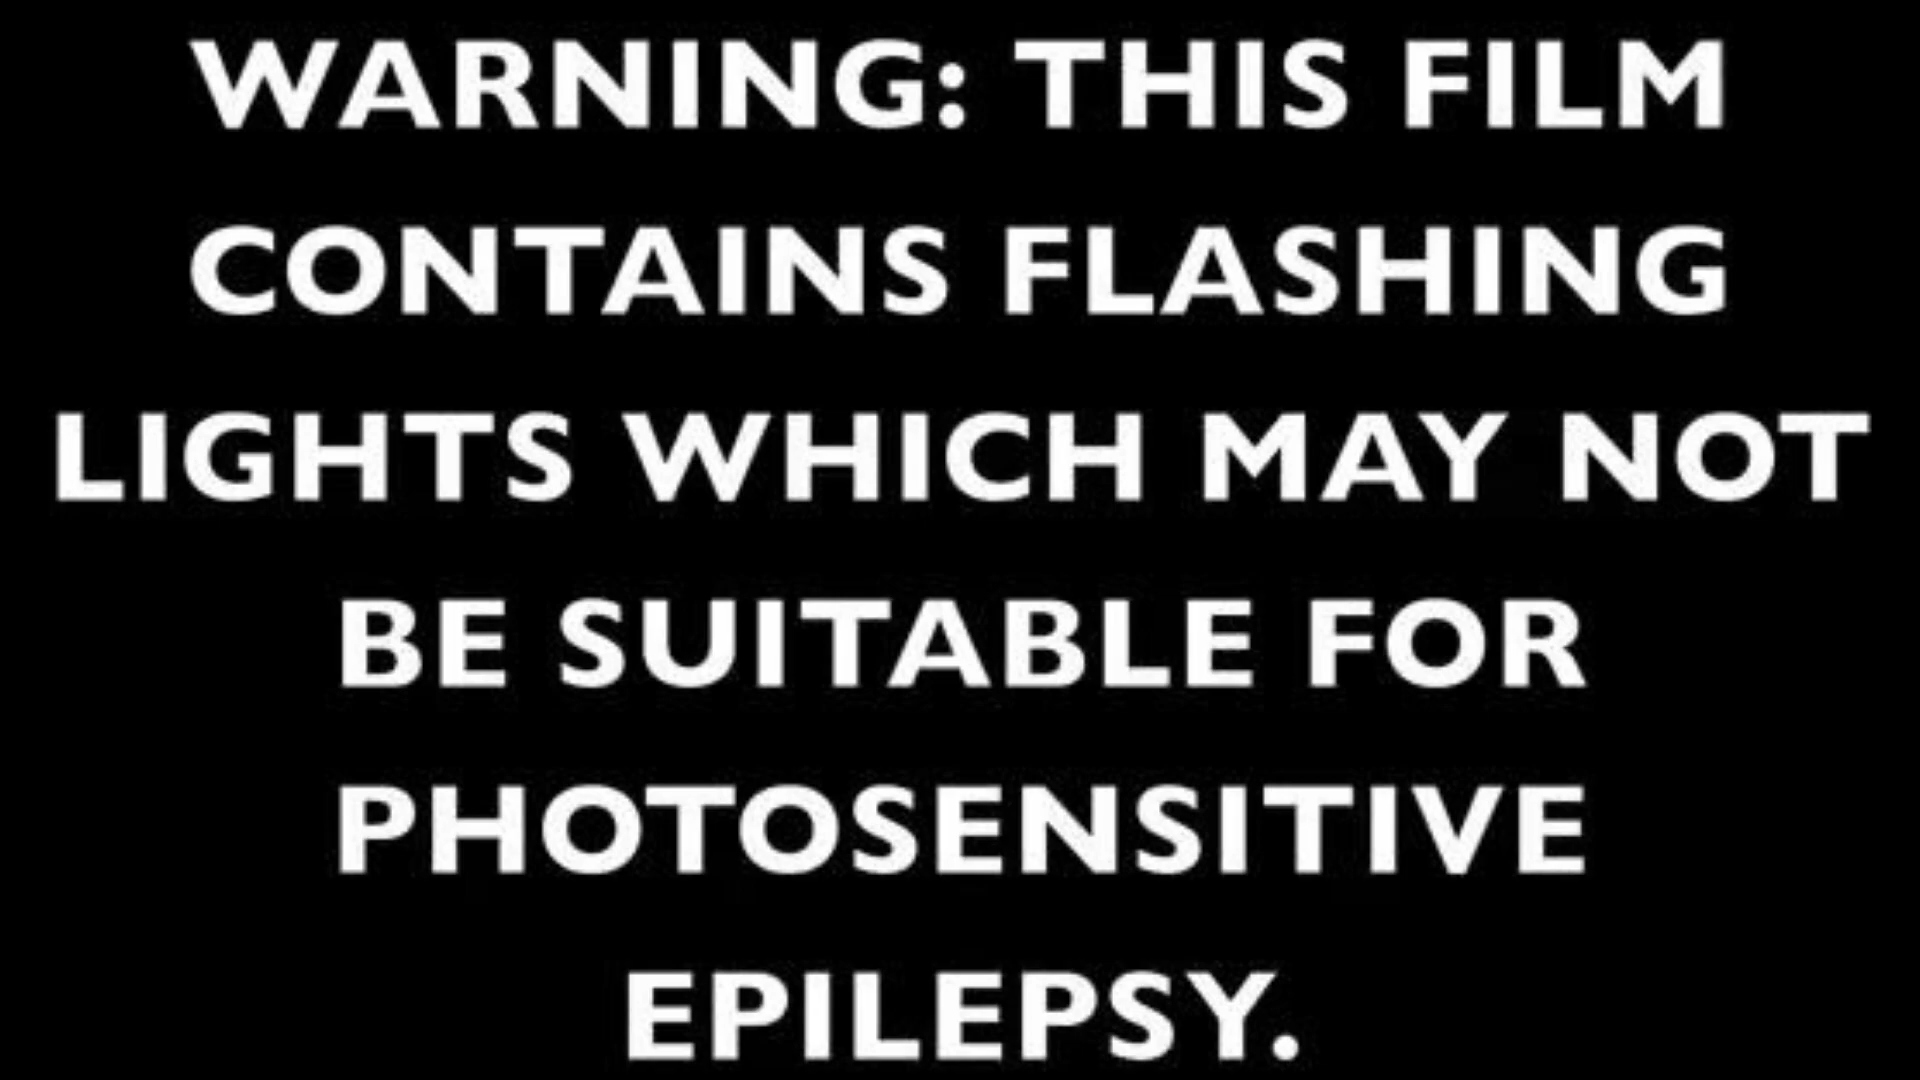 WARNING: THIS FILM
CONTAINS FLASHING
LIGHTS WHICH MAY NOT
BE SUITABLE FOR
PHOTOSENSITIVE
EPILEPSY.